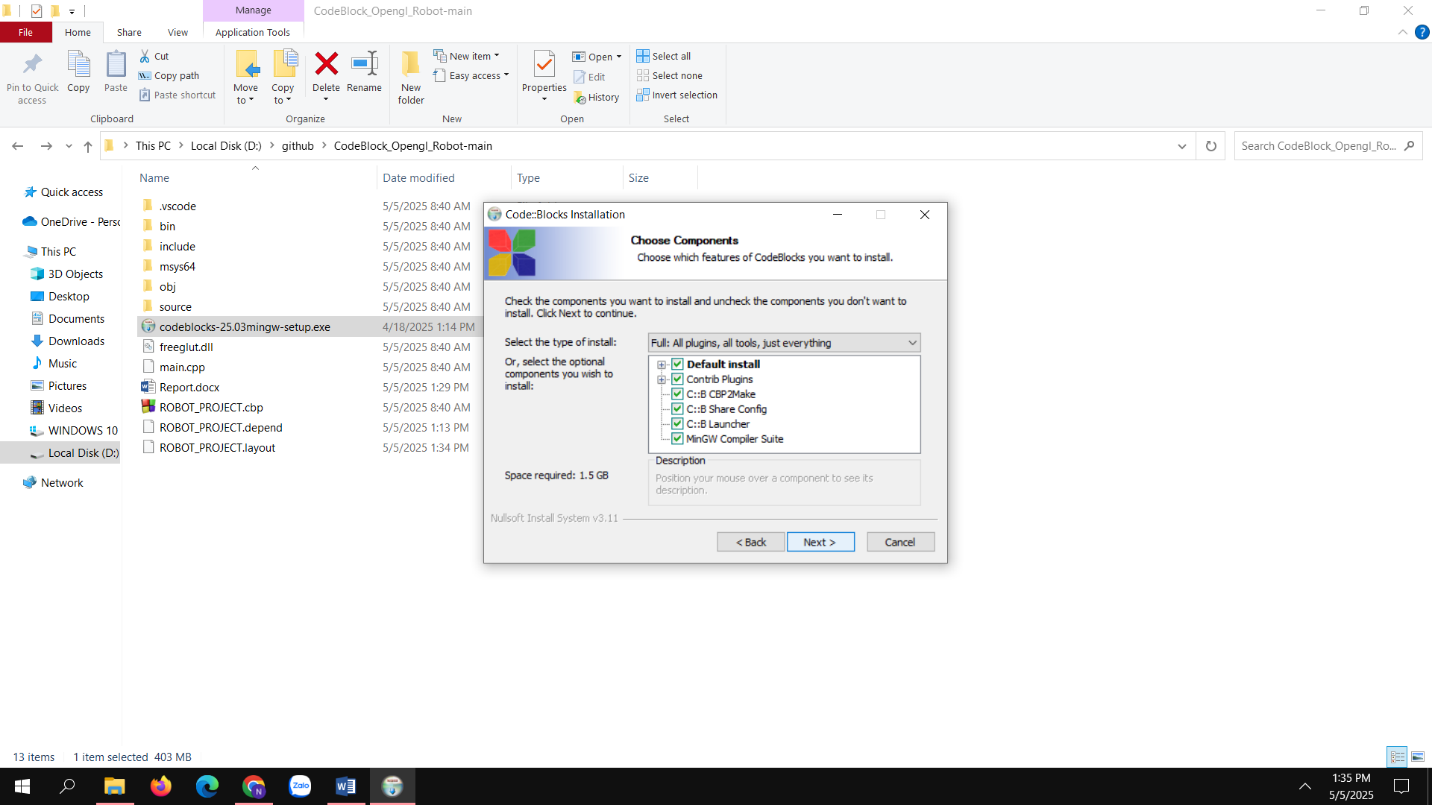 Manage
CodeBlock_Opengl_Robot-main
File
Home
Share
View
Application Tools
Pin to Quick access
Copy
Paste
Cut
Copy path
Paste shortcut
Clipboard
Move to
Copy to
Delete
Rename
Organize
New folder
New item
Easy access
New
Properties
Open
Edit
History
Open
Select all
Select none
Invert selection
Select
This PC > Local Disk (D:) > github > CodeBlock_Opengl_Robot-main
Search CodeBlock_Opengl_Ro...
Name Date modified Type Size
Quick access
OneDrive - Perso
This PC
3D Objects
Desktop
Documents
Downloads
Music
Pictures
Videos
WINDOWS 10
Local Disk (D:)
Network
.vscode 5/5/2025 8:40 AM
bin 5/5/2025 8:40 AM
include 5/5/2025 8:40 AM
msys64 5/5/2025 8:40 AM
obj 5/5/2025 8:40 AM
source 5/5/2025 8:40 AM
codeblocks-25.03mingw-setup.exe 4/18/2025 1:14 PM
freeglut.dll 5/5/2025 8:40 AM
main.cpp 5/5/2025 8:40 AM
Report.docx 5/5/2025 1:29 PM
ROBOT_PROJECT.cbp 5/5/2025 8:40 AM
ROBOT_PROJECT.depend 5/5/2025 1:13 PM
ROBOT_PROJECT.layout 5/5/2025 1:34 PM
Code::Blocks Installation
Choose Components
Choose which features of CodeBlocks you want to install.
Check the components you want to install and uncheck the components you don't want to
install. Click Next to continue.
Select the type of install:
Full: All plugins, all tools, just everything
Or, select the optional
components you wish to
install:
Default install
Contrib Plugins
C::B CBP2Make
C::B Share Config
C::B Launcher
MinGW Compiler Suite
Space required: 1.5 GB
Description
Position your mouse over a component to see its
description.
Nullsoft Install System v3.11
< Back
Next >
Cancel
13 items 1 item selected 403 MB
Zalo
1:35 PM
5/5/2025